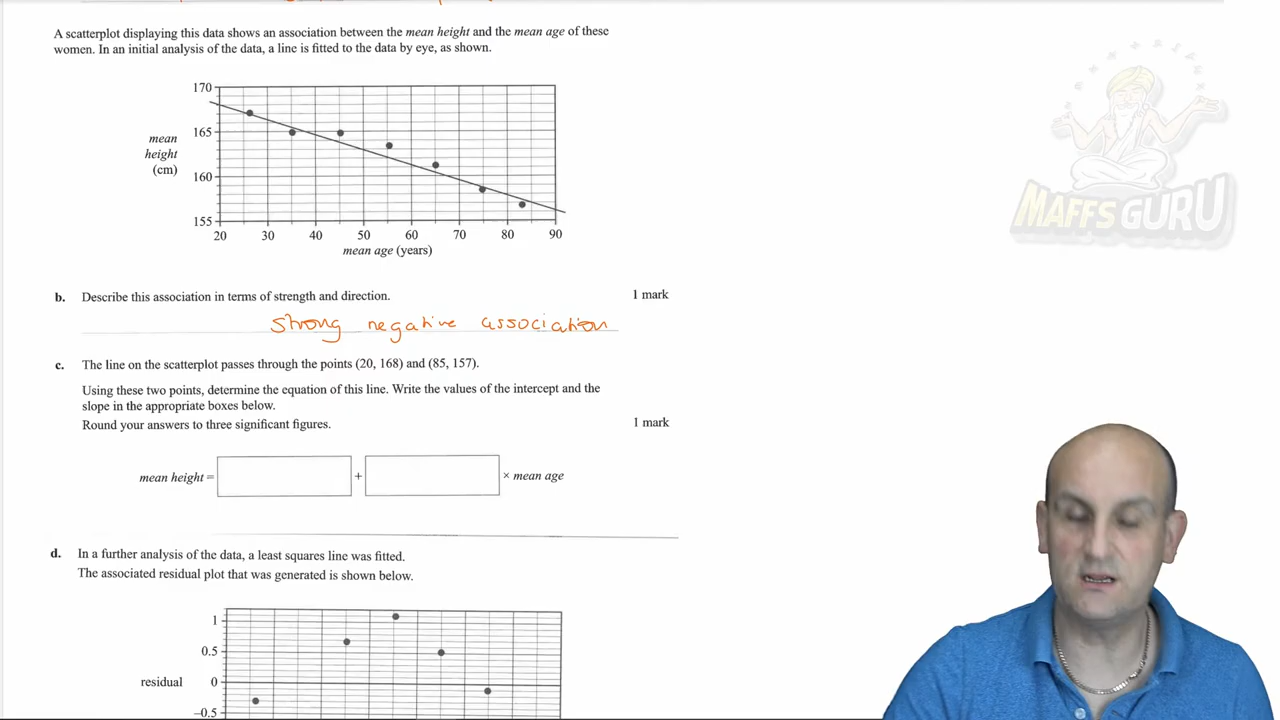 A scatterplot displaying this data shows an association between the mean height and the mean age of these
women. In an initial analysis of the data, a line is fitted to the data by eye, as shown.
170
165
160
155
mean
height
(cm)
20 30 40 50 60 70 80 90
mean age (years)
b. Describe this association in terms of strength and direction. 1 mark
strong negative association
c. The line on the scatterplot passes through the points (20, 168) and (85, 157).
Using these two points, determine the equation of this line. Write the values of the intercept and the
slope in the appropriate boxes below.
Round your answers to three significant figures. 1 mark
mean height = + × mean age
d. In a further analysis of the data, a least squares line was fitted.
The associated residual plot that was generated is shown below.
1
0.5
residual 0
−0.5
MAFFSGURU